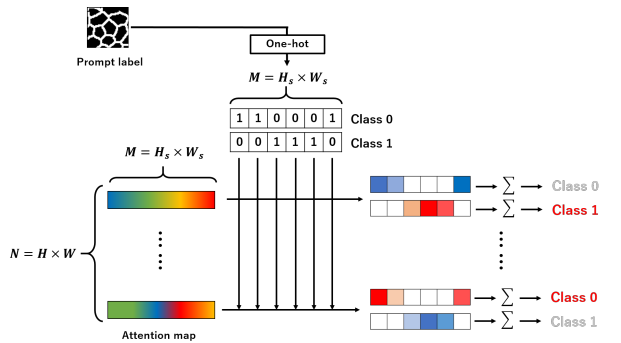 Prompt label
One-hot
M = H_s × W_s
1 1 0 0 0 1 Class 0
0 0 1 1 1 0 Class 1
M = H_s × W_s
N = H × W
Attention map
∑ Class 0
∑ Class 1
∑ Class 0
∑ Class 1